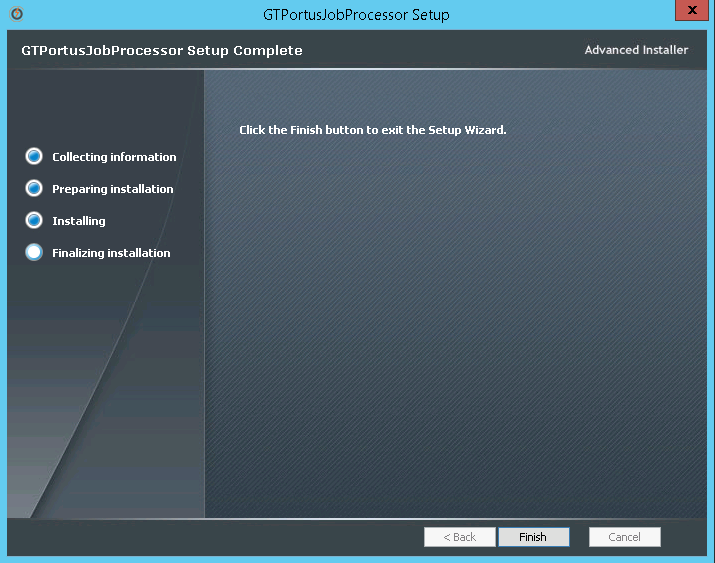 GTPortusJobProcessor Setup
x
GTPortusJobProcessor Setup Complete
Advanced Installer
Click the Finish button to exit the Setup Wizard.
Collecting information
Preparing installation
Installing
Finalizing installation
< Back
Finish
Cancel